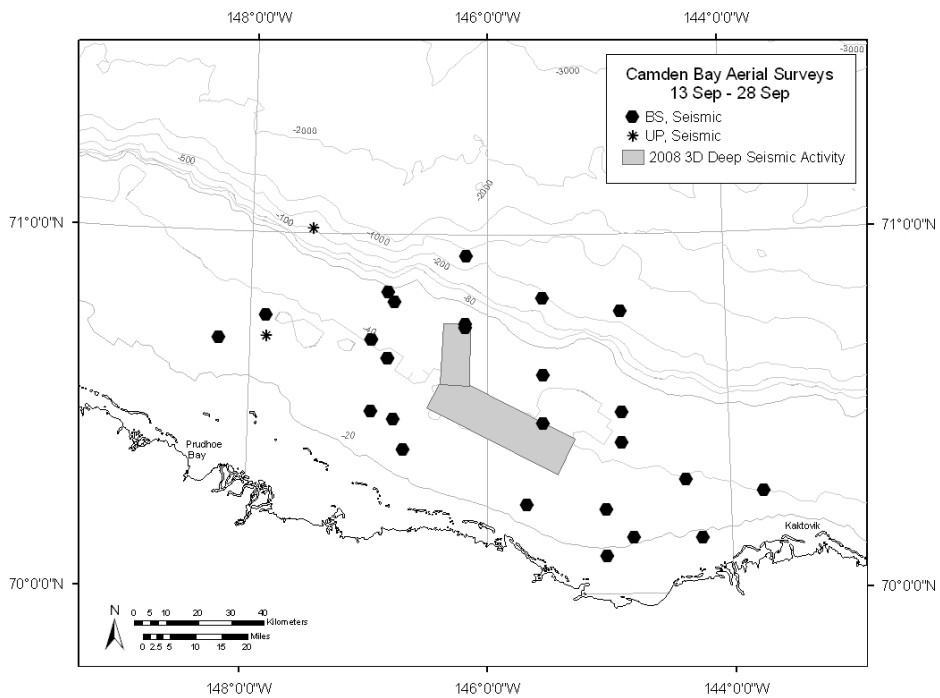 148°0'0"W 146°0'0"W 144°0'0"W
-3000
-3000
Camden Bay Aerial Surveys
13 Sep - 28 Sep
BS, Seismic
UP, Seismic
2008 3D Deep Seismic Activity
-2000
-500
-2000
71°0'0"N 71°0'0"N
-100
-1000
-200
-80
-40
-20
Prudhoe
Bay
Kaktovik
70°0'0"N 70°0'0"N
N
0 5 10 20 30 40
Kilometers
Miles
0 2.5 5 10 15 20
148°0'0"W 146°0'0"W 144°0'0"W